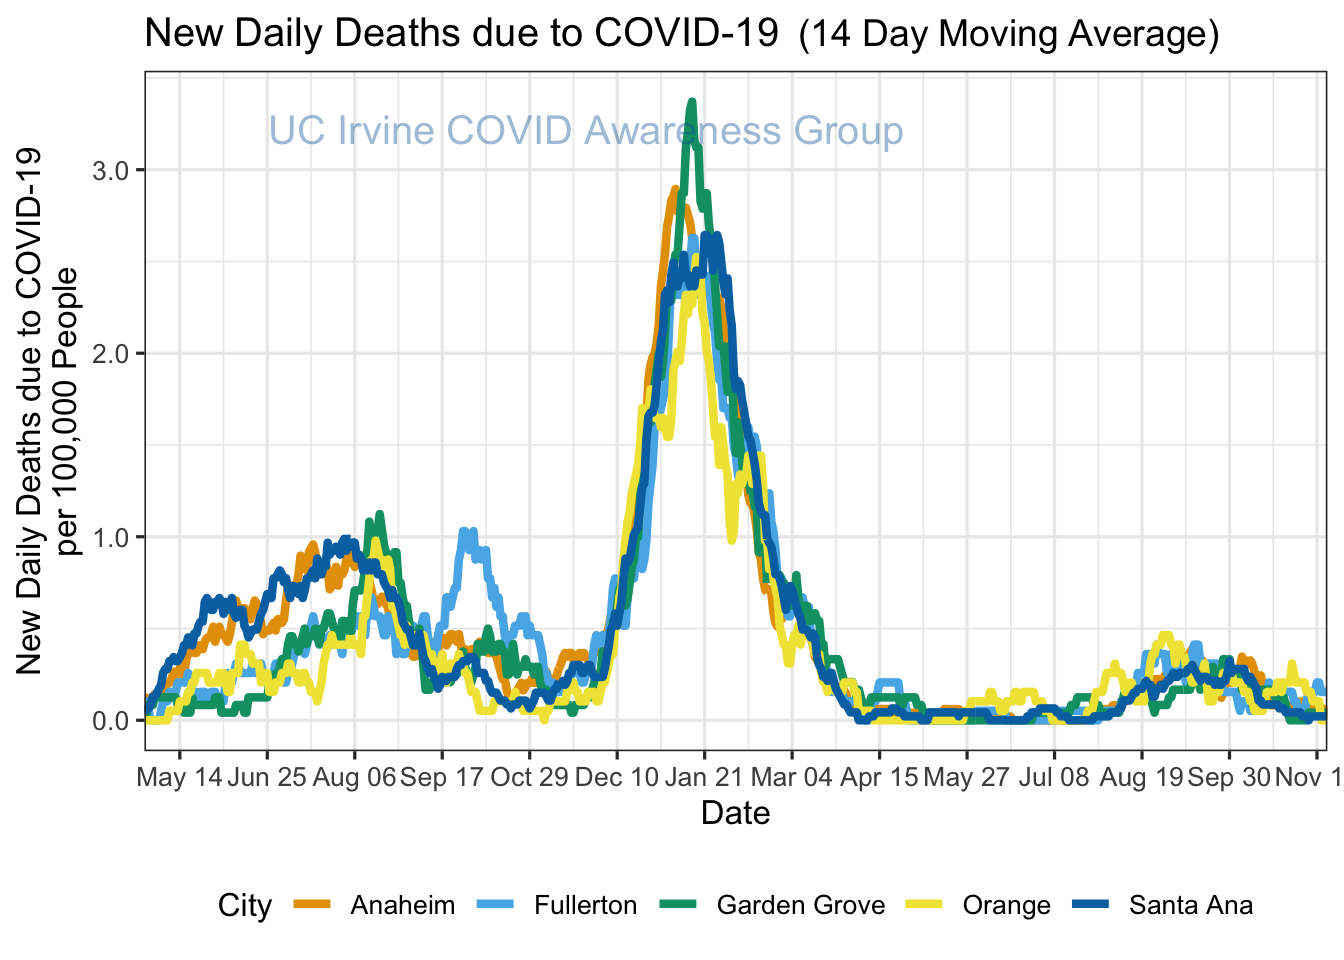 New Daily Deaths due to COVID-19 (14 Day Moving Average)
UC Irvine COVID Awareness Group
New Daily Deaths due to COVID-19
per 100,000 People
3.0
2.0
1.0
0.0
May 14 Jun 25 Aug 06 Sep 17 Oct 29 Dec 10 Jan 21 Mar 04 Apr 15 May 27 Jul 08 Aug 19 Sep 30 Nov 1
Date
City Anaheim Fullerton Garden Grove Orange Santa Ana